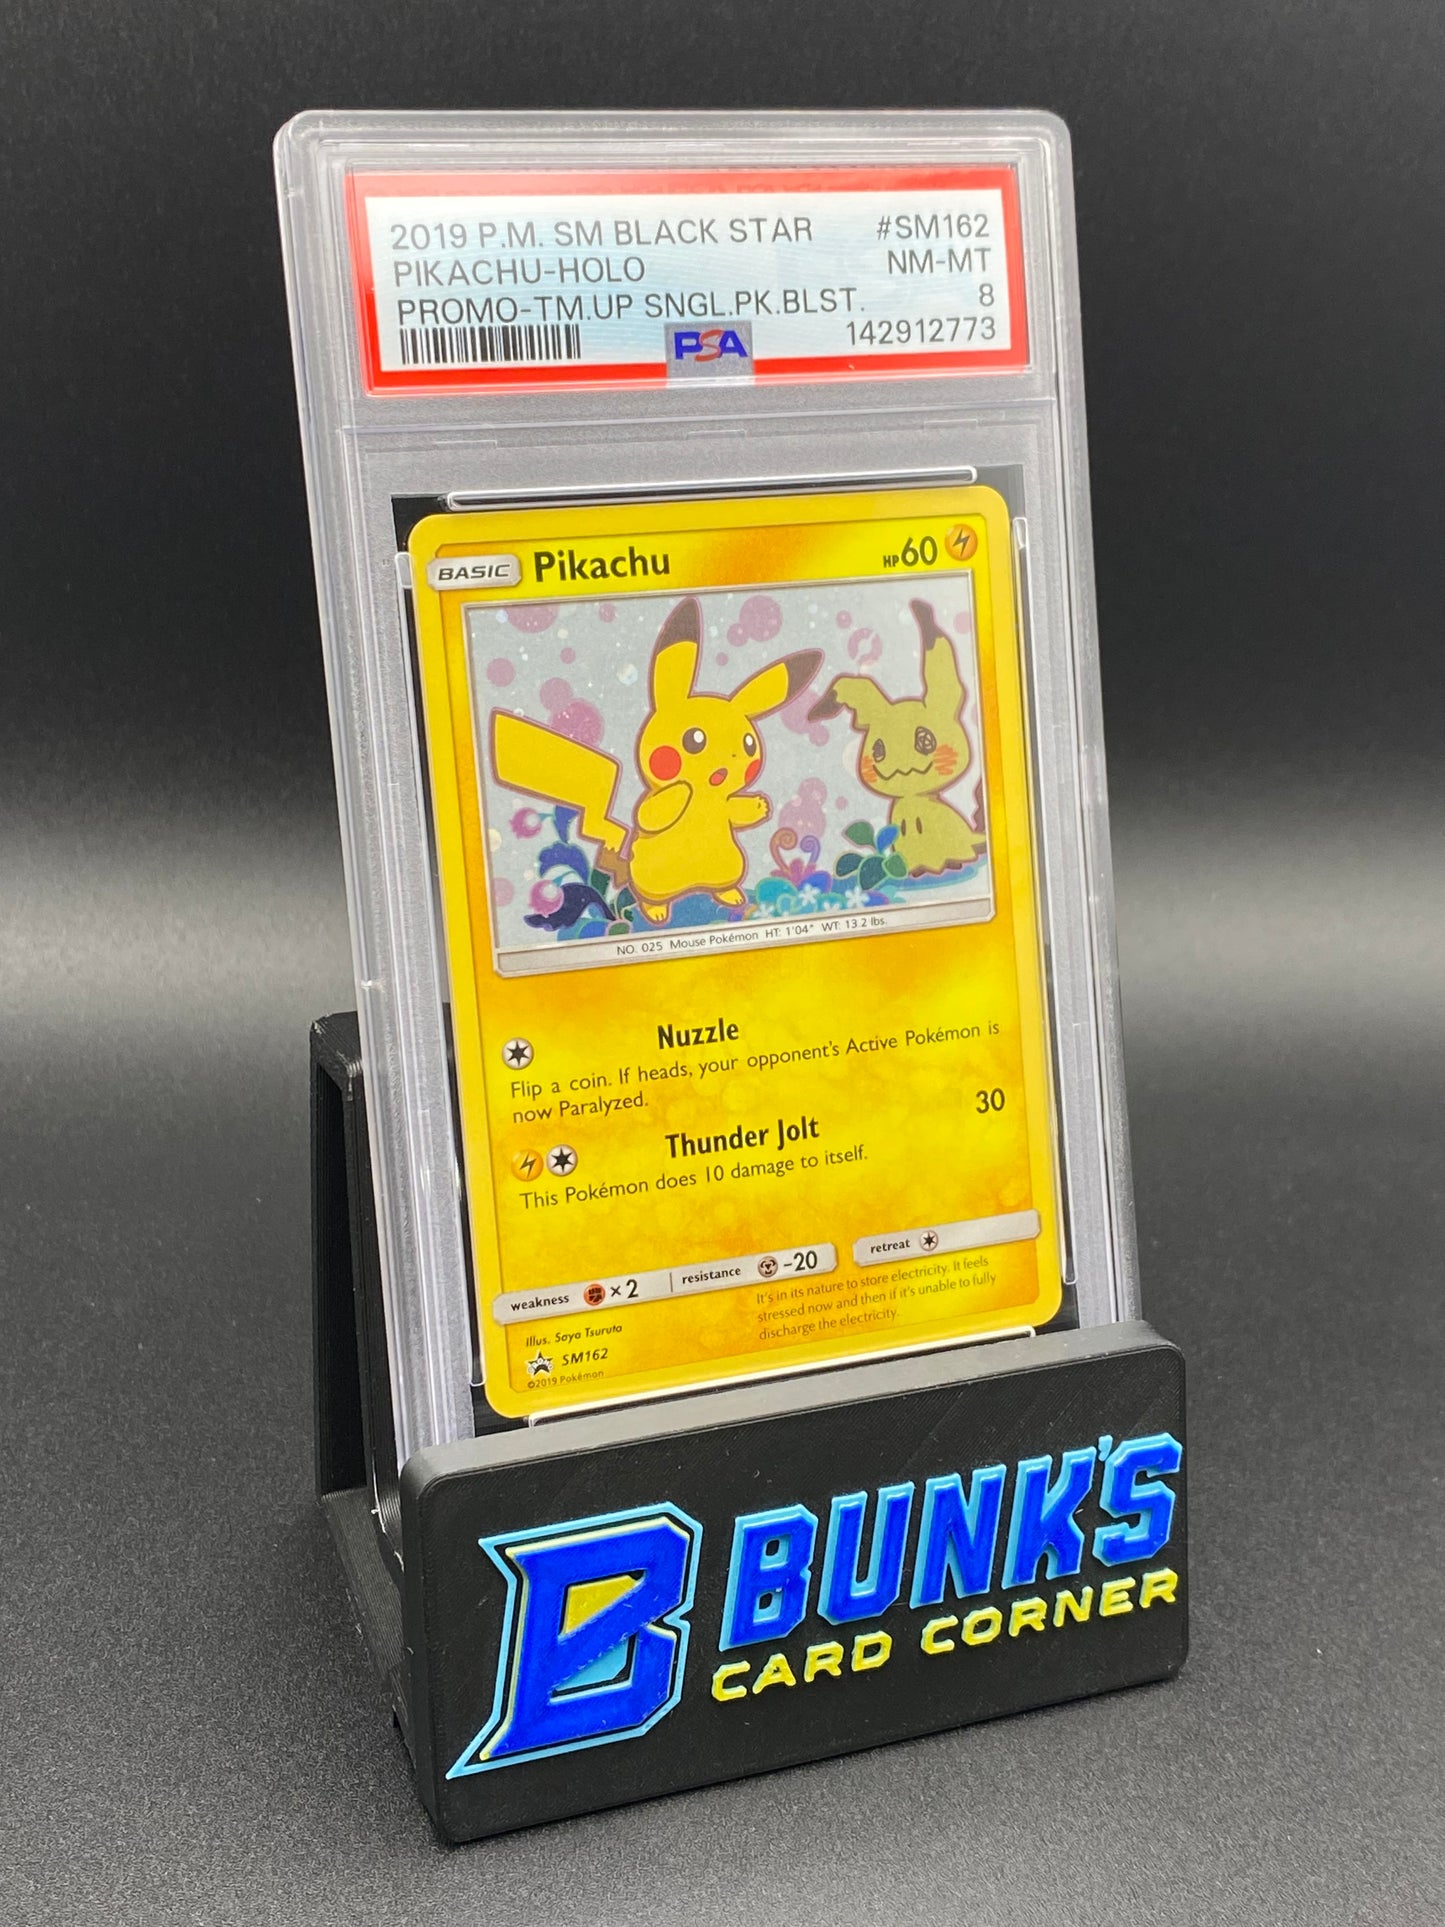 2019 P.M. SM BLACK STAR #SM162
PIKACHU-HOLO NM-MT
PROMO-TM.UP SNGL.PK.BLST. 8
PSA 142912773
BASIC Pikachu HP 60
NO. 025 Mouse Pokémon HT: 1'04" WT: 13.2 lbs.
Nuzzle
Flip a coin. If heads, your opponent's Active Pokémon is
now Paralyzed.
Thunder Jolt 30
This Pokémon does 10 damage to itself.
weakness ×2 resistance -20 retreat
It's in its nature to store electricity. It feels
stressed now and then if it's unable to fully
discharge the electricity.
Illus. Saya Tsuruta
SM162
©2019 Pokémon
B BUNK'S
CARD CORNER